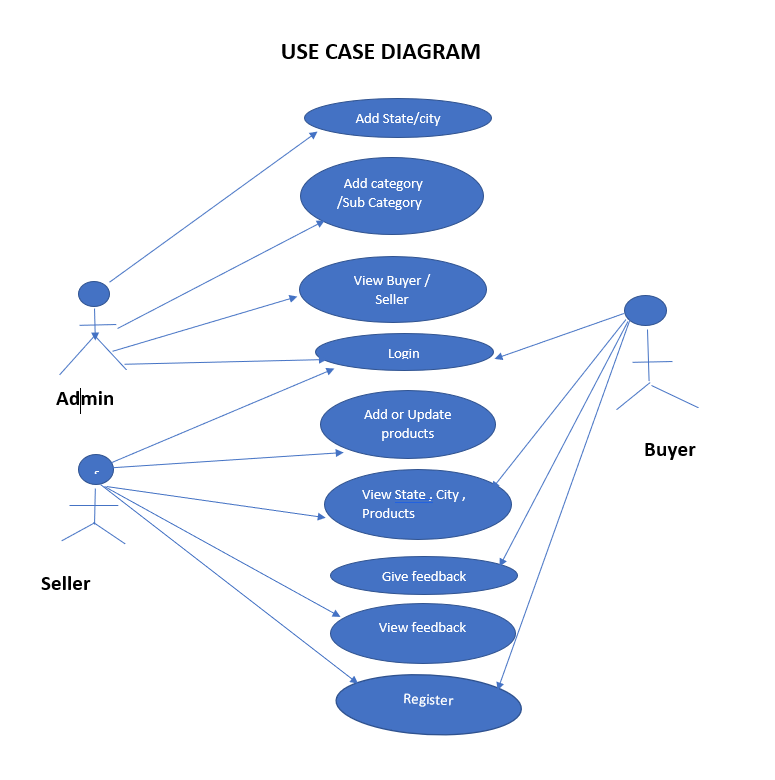 USE CASE DIAGRAM
Add State/city
Add category
/Sub Category
View Buyer /
Seller
Login
Admin
Add or Update
products
Buyer
View State . City ,
Products
Seller
Give feedback
View feedback
Register